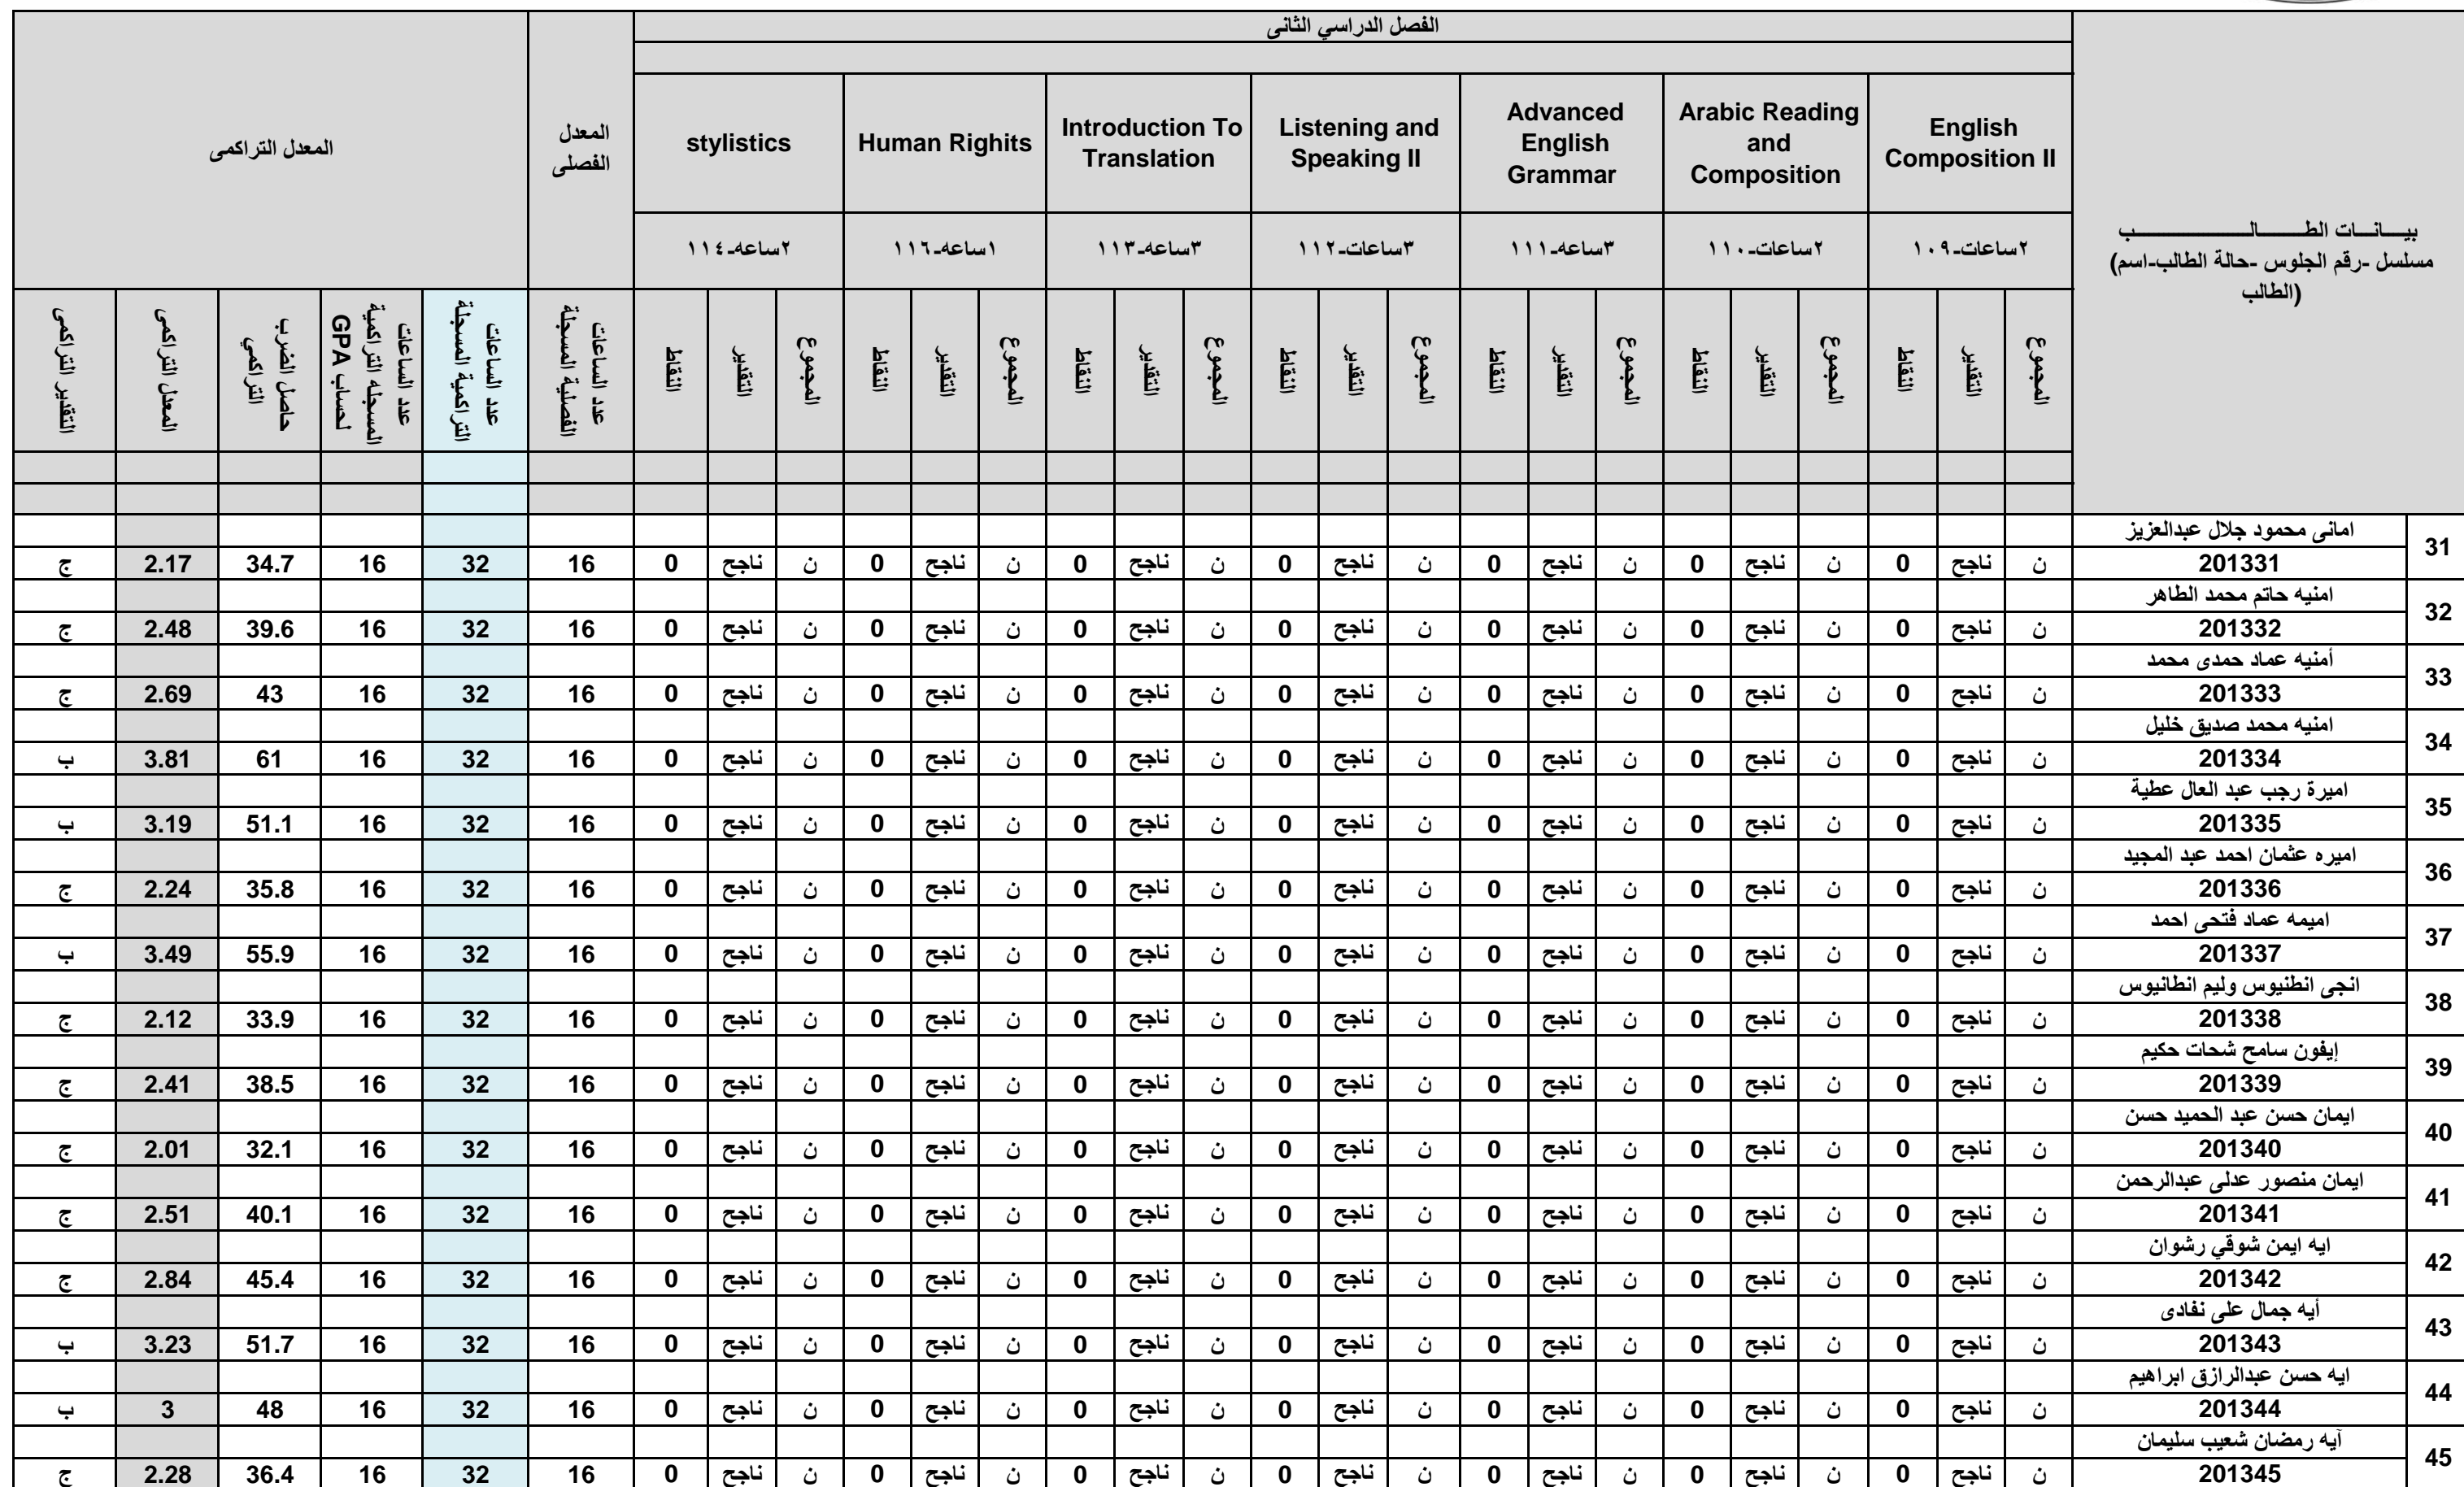 الفصل الدراسي الثانى
بيـــانـــات الطـــــــالـــــــــــــــب
مسلسل -رقم الجلوس -حالة الطالب-اسم)
(الطالب
English Composition II
Arabic Reading and Composition
Advanced English Grammar
Listening and Speaking II
Introduction To Translation
Human Righits
stylistics
المعدل الفصلى
المعدل التراكمى
٢ساعات-١٠٩ ٢ساعات-١١٠ ٣ساعه-١١١ ٣ساعات-١١٢ ٣ساعه-١١٣ ١ساعه-١١٦ ٢ساعه-١١٤
المجموع التقدير النقاط المجموع التقدير النقاط المجموع التقدير النقاط المجموع التقدير النقاط المجموع التقدير النقاط المجموع التقدير النقاط المجموع التقدير النقاط
عدد الساعات الفصلية المسجلة
عدد الساعات التراكمية المسجلة
عدد الساعات المسجله التراكمية لحساب GPA
حاصل الضرب التراكمي
المعدل التراكمى
التقدير التراكمى
31 امانى محمود جلال عبدالعزيز
201331 ن ناجح 0 ن ناجح 0 ن ناجح 0 ن ناجح 0 ن ناجح 0 ن ناجح 0 ن ناجح 0 16 32 16 34.7 2.17 ج
32 امنيه حاتم محمد الطاهر
201332 ن ناجح 0 ن ناجح 0 ن ناجح 0 ن ناجح 0 ن ناجح 0 ن ناجح 0 ن ناجح 0 16 32 16 39.6 2.48 ج
33 أمنيه عماد حمدى محمد
201333 ن ناجح 0 ن ناجح 0 ن ناجح 0 ن ناجح 0 ن ناجح 0 ن ناجح 0 ن ناجح 0 16 32 16 43 2.69 ج
34 امنيه محمد صديق خليل
201334 ن ناجح 0 ن ناجح 0 ن ناجح 0 ن ناجح 0 ن ناجح 0 ن ناجح 0 ن ناجح 0 16 32 16 61 3.81 ب
35 اميرة رجب عبد العال عطية
201335 ن ناجح 0 ن ناجح 0 ن ناجح 0 ن ناجح 0 ن ناجح 0 ن ناجح 0 ن ناجح 0 16 32 16 51.1 3.19 ب
36 اميره عثمان احمد عبد المجيد
201336 ن ناجح 0 ن ناجح 0 ن ناجح 0 ن ناجح 0 ن ناجح 0 ن ناجح 0 ن ناجح 0 16 32 16 35.8 2.24 ج
37 اميمه عماد فتحى احمد
201337 ن ناجح 0 ن ناجح 0 ن ناجح 0 ن ناجح 0 ن ناجح 0 ن ناجح 0 ن ناجح 0 16 32 16 55.9 3.49 ب
38 انجى انطنيوس وليم انطانيوس
201338 ن ناجح 0 ن ناجح 0 ن ناجح 0 ن ناجح 0 ن ناجح 0 ن ناجح 0 ن ناجح 0 16 32 16 33.9 2.12 ج
39 إيفون سامح شحات حكيم
201339 ن ناجح 0 ن ناجح 0 ن ناجح 0 ن ناجح 0 ن ناجح 0 ن ناجح 0 ن ناجح 0 16 32 16 38.5 2.41 ج
40 ايمان حسن عبد الحميد حسن
201340 ن ناجح 0 ن ناجح 0 ن ناجح 0 ن ناجح 0 ن ناجح 0 ن ناجح 0 ن ناجح 0 16 32 16 32.1 2.01 ج
41 ايمان منصور عدلى عبدالرحمن
201341 ن ناجح 0 ن ناجح 0 ن ناجح 0 ن ناجح 0 ن ناجح 0 ن ناجح 0 ن ناجح 0 16 32 16 40.1 2.51 ج
42 ايه ايمن شوقي رشوان
201342 ن ناجح 0 ن ناجح 0 ن ناجح 0 ن ناجح 0 ن ناجح 0 ن ناجح 0 ن ناجح 0 16 32 16 45.4 2.84 ج
43 أيه جمال على نفادى
201343 ن ناجح 0 ن ناجح 0 ن ناجح 0 ن ناجح 0 ن ناجح 0 ن ناجح 0 ن ناجح 0 16 32 16 51.7 3.23 ب
44 ايه حسن عبدالرازق ابراهيم
201344 ن ناجح 0 ن ناجح 0 ن ناجح 0 ن ناجح 0 ن ناجح 0 ن ناجح 0 ن ناجح 0 16 32 16 48 3 ب
45 آيه رمضان شعيب سليمان
201345 ن ناجح 0 ن ناجح 0 ن ناجح 0 ن ناجح 0 ن ناجح 0 ن ناجح 0 ن ناجح 0 16 32 16 36.4 2.28 ج